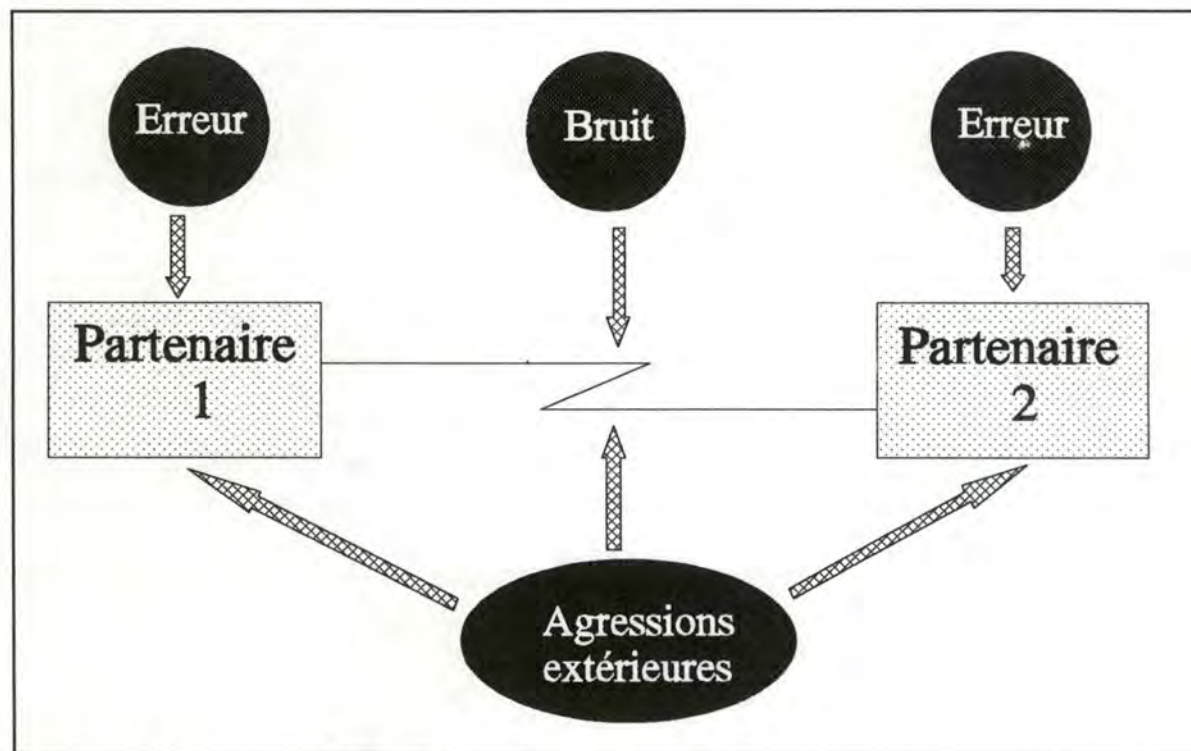 Erreur
Bruit
Erreur
Partenaire
1
Partenaire
2
Agressions
extérieures